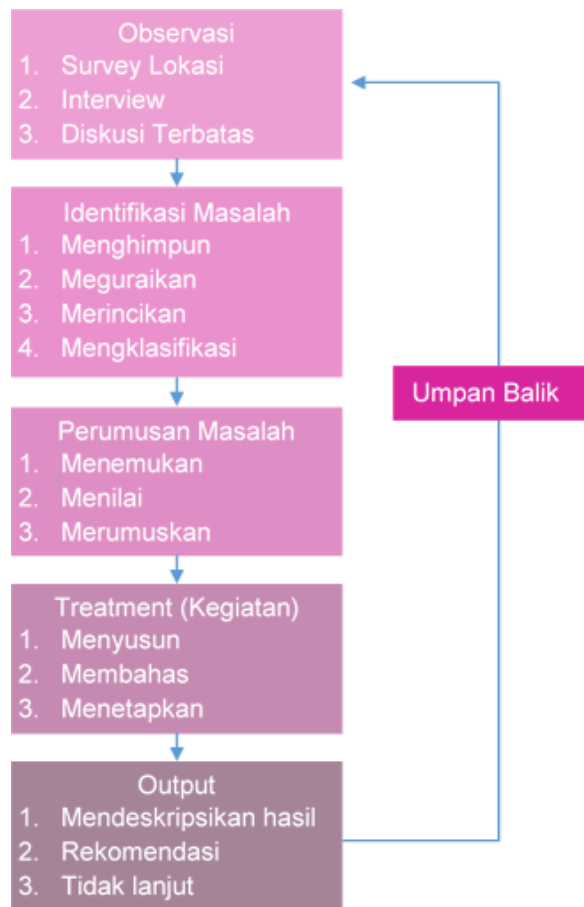 Observasi
1. Survey Lokasi
2. Interview
3. Diskusi Terbatas
Identifikasi Masalah
1. Menghimpun
2. Meguraikan
3. Merincikan
4. Mengklasifikasi
Umpan Balik
Perumusan Masalah
1. Menemukan
2. Menilai
3. Merumuskan
Treatment (Kegiatan)
1. Menyusun
2. Membahas
3. Menetapkan
Output
1. Mendeskripsikan hasil
2. Rekomendasi
3. Tidak lanjut